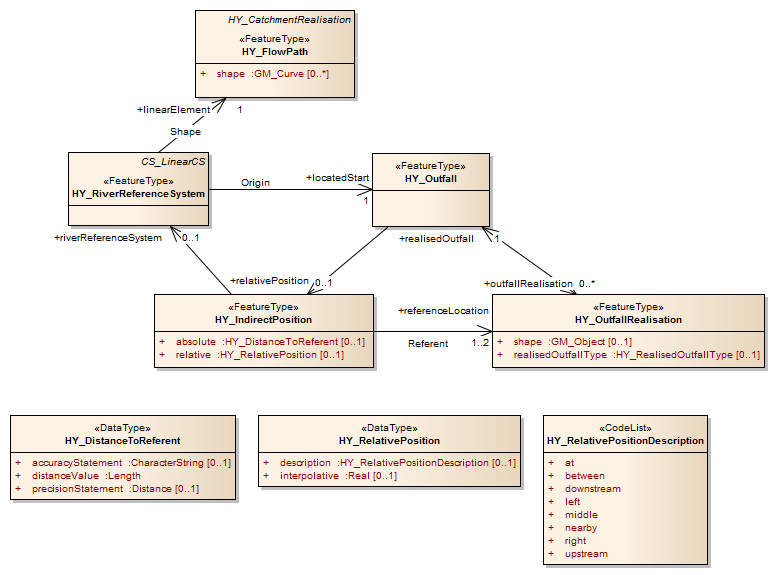 HY_CatchmentRealisation
«FeatureType»
HY_FlowPath
+ shape :GM_Curve [0..*]
+linearElement 1
Shape
CS_LinearCS
«FeatureType»
HY_RiverReferenceSystem
Origin
+locatedStart
1
«FeatureType»
HY_Outfall
+riverReferenceSystem 0..1
+realisedOutfall 1
+relativePosition 0..1
+outfallRealisation 0..*
«FeatureType»
HY_IndirectPosition
+ absolute :HY_DistanceToReferent [0..1]
+ relative :HY_RelativePosition [0..1]
+referenceLocation
Referent 1..2
«FeatureType»
HY_OutfallRealisation
+ shape :GM_Object [0..1]
+ realisedOutfallType :HY_RealisedOutfallType [0..1]
«DataType»
HY_DistanceToReferent
+ accuracyStatement :CharacterString [0..1]
+ distanceValue :Length
+ precisionStatement :Distance [0..1]
«DataType»
HY_RelativePosition
+ description :HY_RelativePositionDescription [0..1]
+ interpolative :Real [0..1]
«CodeList»
HY_RelativePositionDescription
+ at
+ between
+ downstream
+ left
+ middle
+ nearby
+ right
+ upstream